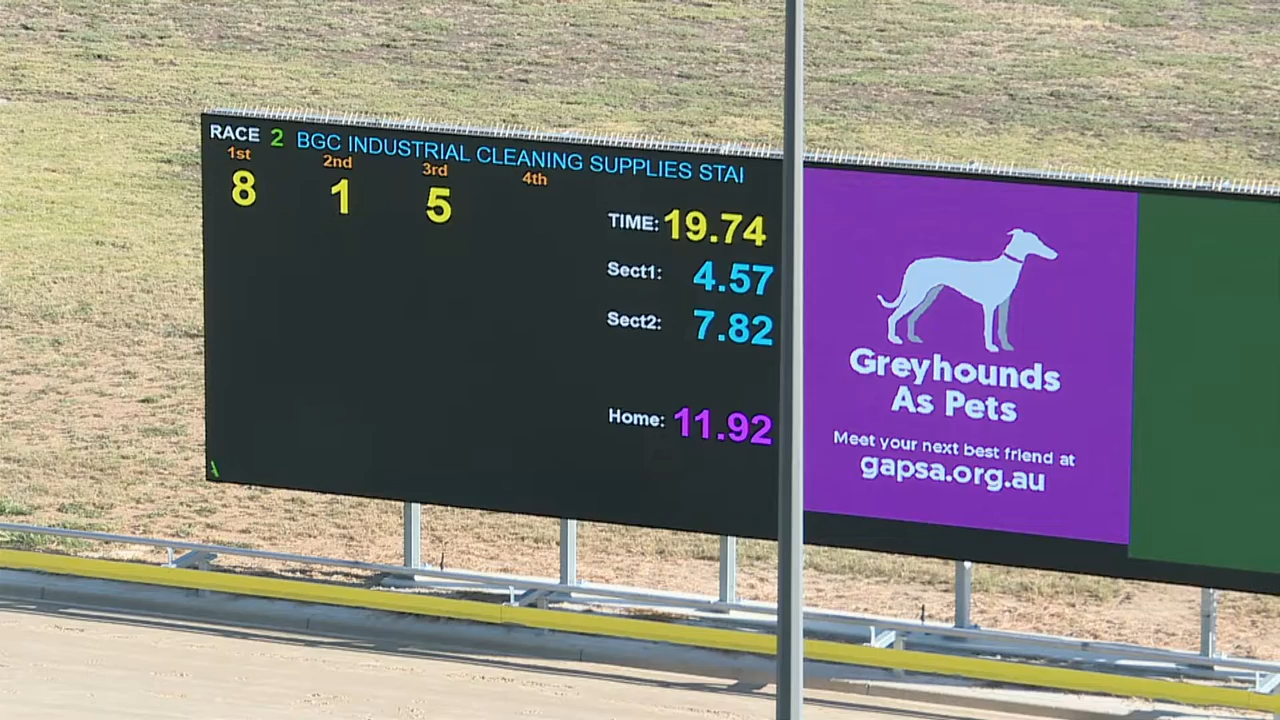 RACE 2 BGC INDUSTRIAL CLEANING SUPPLIES STAI
1st 2nd 3rd 4th
8 1 5
TIME: 19.74
Sect1: 4.57
Sect2: 7.82
Home: 11.92
Greyhounds
As Pets
Meet your next best friend at
gapsa.org.au